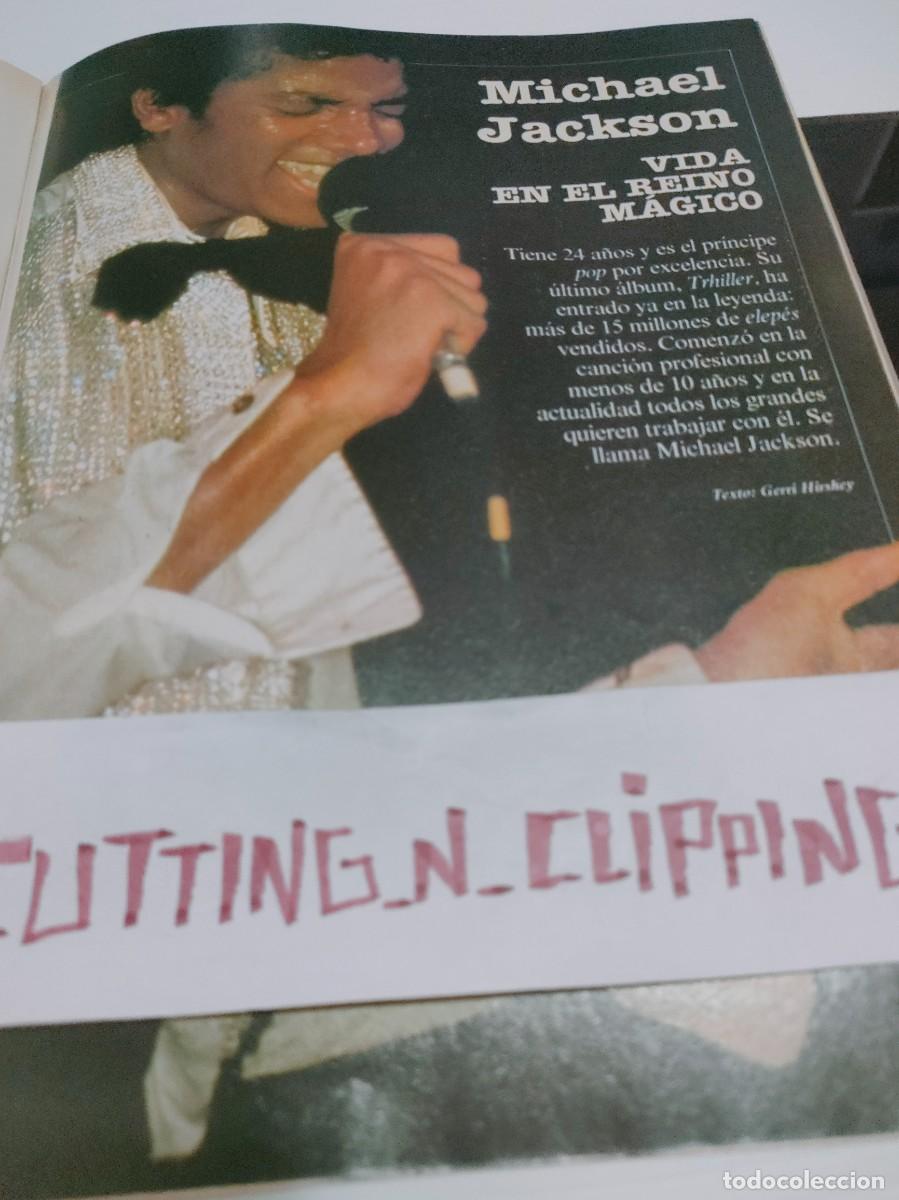 Michael
Jackson
VIDA
EN EL REINO
MÁGICO
Tiene 24 años y es el príncipe
pop por excelencia. Su
último álbum, Trhiller, ha
entrado ya en la leyenda:
más de 15 millones de elepés
vendidos. Comenzó en la
canción profesional con
menos de 10 años y en la
actualidad todos los grandes
quieren trabajar con él. Se
llama Michael Jackson.
Texto: Gerri Hirshey
CUTTING_N_CLIPPING
todocoleccion